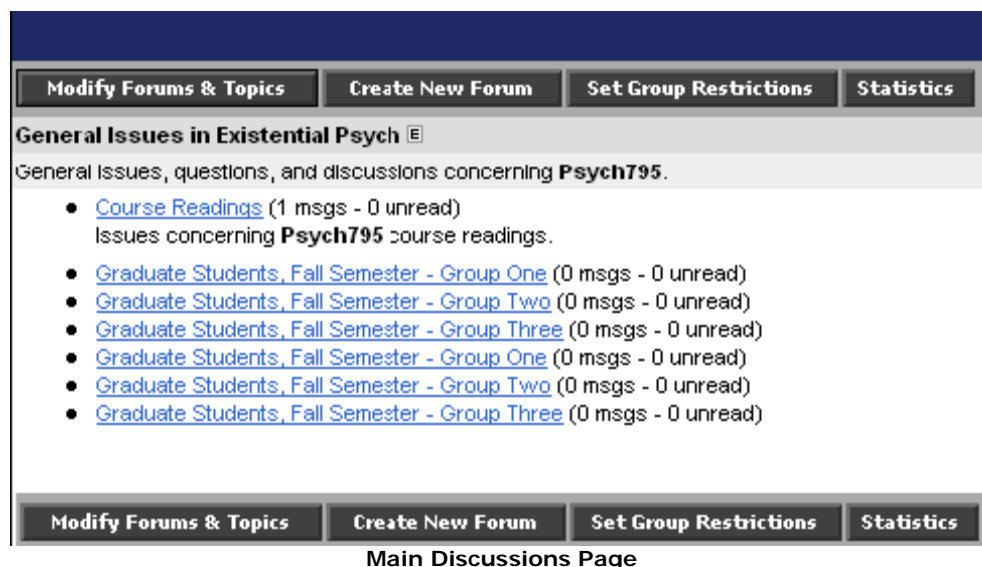 Modify Forums & Topics Create New Forum Set Group Restrictions Statistics
General Issues in Existential Psych E
General issues, questions, and discussions concerning Psych795.
Course Readings (1 msgs - 0 unread)
Issues concerning Psych795 course readings.
Graduate Students, Fall Semester - Group One (0 msgs - 0 unread)
Graduate Students, Fall Semester - Group Two (0 msgs - 0 unread)
Graduate Students, Fall Semester - Group Three (0 msgs - 0 unread)
Graduate Students, Fall Semester - Group One (0 msgs - 0 unread)
Graduate Students, Fall Semester - Group Two (0 msgs - 0 unread)
Graduate Students, Fall Semester - Group Three (0 msgs - 0 unread)
Modify Forums & Topics Create New Forum Set Group Restrictions Statistics
Main Discussions Page